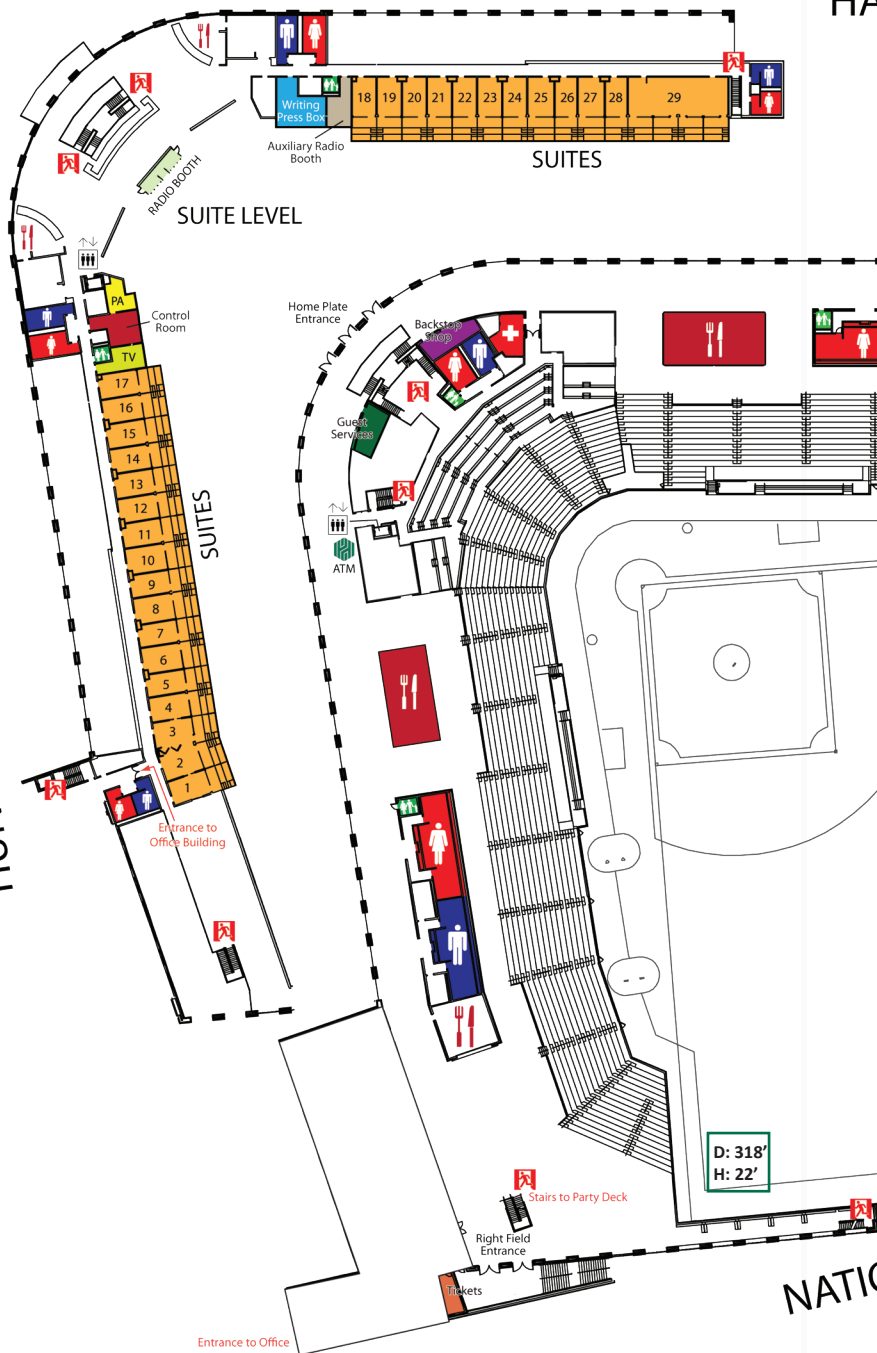 HA
Writing
Press Box
18
19
20
21
22
23
24
25
26
27
28
29
Auxiliary Radio
Booth
SUITES
RADIO BOOTH
SUITE LEVEL
PA
Control
Room
TV
17
16
15
14
13
12
11
10
9
8
7
6
5
4
3
2
1
SUITES
Entrance to
Office Building
Home Plate
Entrance
Backstop
Shop
Guest
Services
ATM
D: 318'
H: 22'
Stairs to Party Deck
Right Field
Entrance
Tickets
NATIO
Entrance to Office